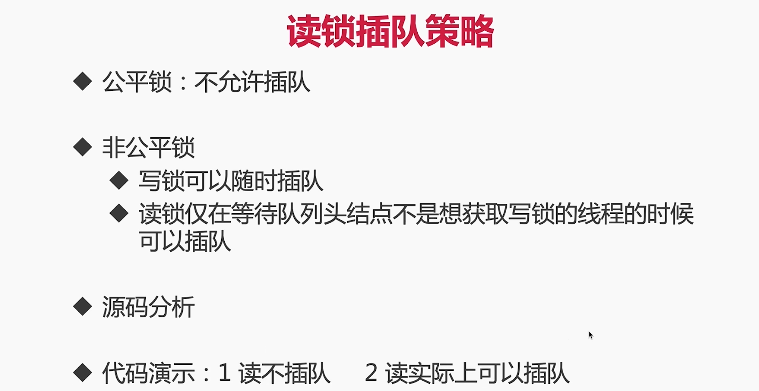 读锁插队策略
◆ 公平锁：不允许插队
◆ 非公平锁
◆ 写锁可以随时插队
◆ 读锁仅在等待队列头结点不是想获取写锁的线程的时候
可以插队
◆ 源码分析
◆ 代码演示：1 读不插队 2 读实际上可以插队